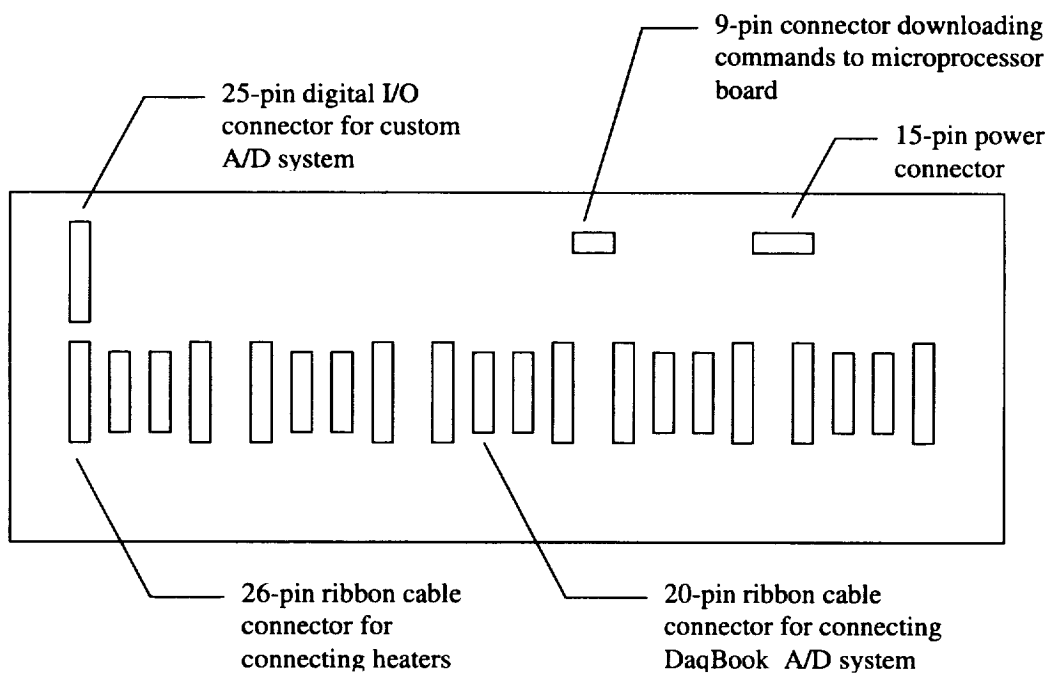 9-pin connector downloading
commands to microprocessor
board
25-pin digital I/O
connector for custom
A/D system
15-pin power
connector
26-pin ribbon cable
connector for
connecting heaters
20-pin ribbon cable
connector for connecting
DaqBook A/D system